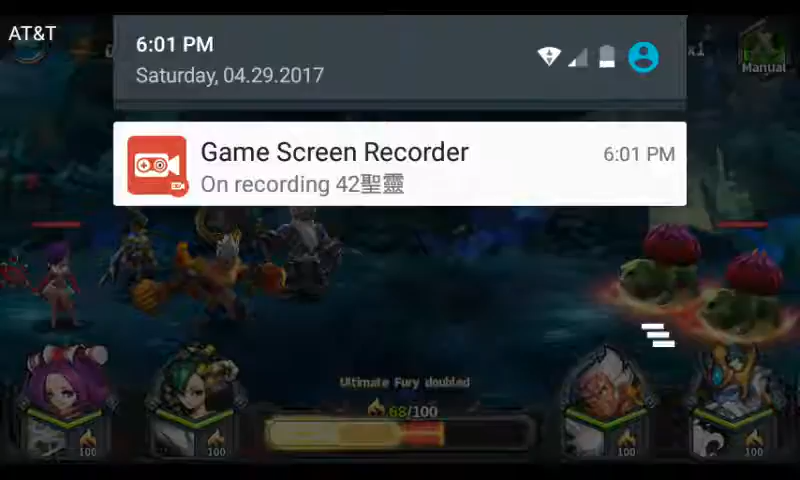 AT&T
6:01 PM
Saturday, 04.29.2017
x1
Manual
Game Screen Recorder
6:01 PM
On recording 42聖靈
Ultimate Fury doubled
68/100
100
100
100
100